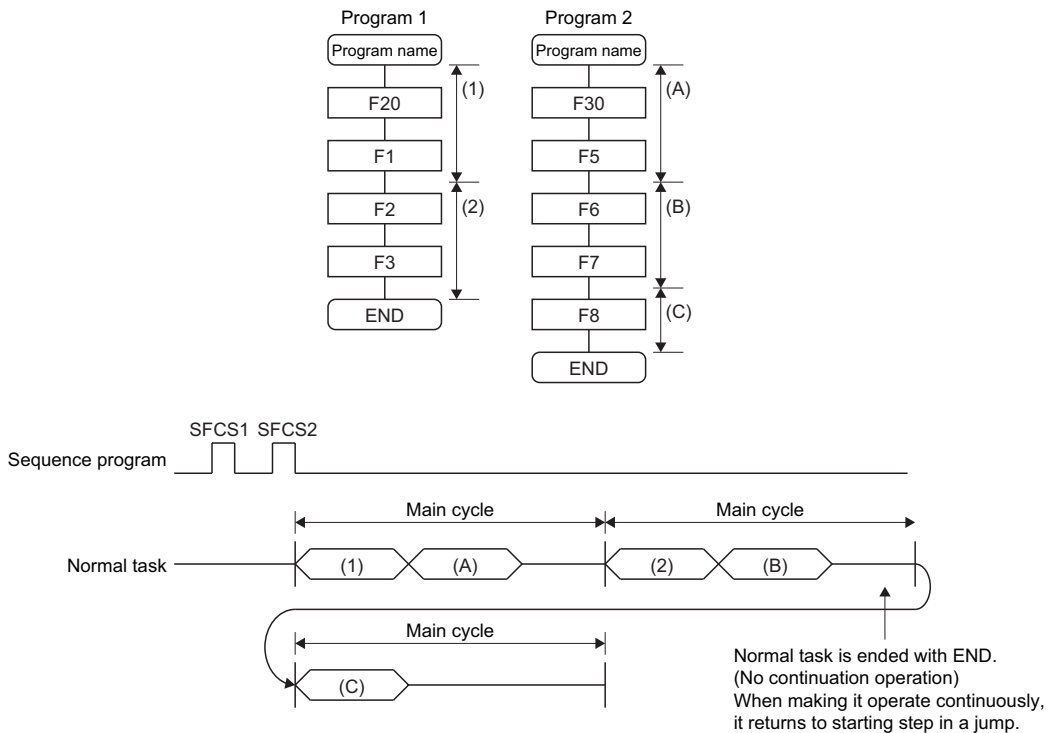 Program 1
Program 2
Program name
Program name
(1)
(A)
F20
F30
F1
F5
F2
(2)
F6
(B)
F3
F7
END
F8
(C)
END
SFCS1 SFCS2
Sequence program
Main cycle
Main cycle
Normal task
(1)
(A)
(2)
(B)
Main cycle
(C)
Normal task is ended with END.
(No continuation operation)
When making it operate continuously,
it returns to starting step in a jump.